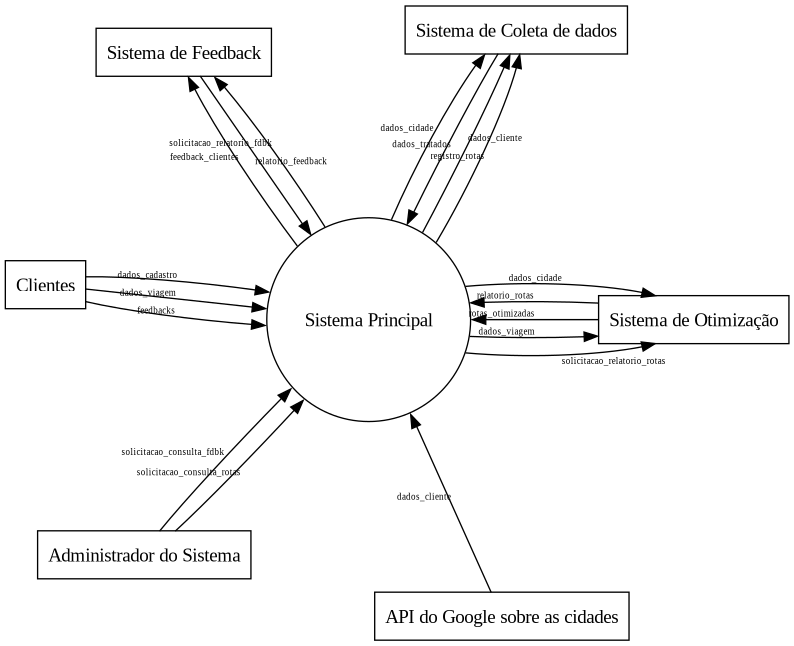 Sistema de Coleta de dados
Sistema de Feedback
dados_cidade
solicitacao_relatorio_fdbk
dados_tratados
dados_cliente
feedback_clientes
relatorio_feedback
registro_rotas
Clientes
dados_cadastro
dados_viagem
feedbacks
Sistema Principal
dados_cidade
relatorio_rotas
rotas_otimizadas
dados_viagem
solicitacao_relatorio_rotas
Sistema de Otimização
solicitacao_consulta_fdbk
solicitacao_consulta_rotas
dados_cliente
Administrador do Sistema
API do Google sobre as cidades